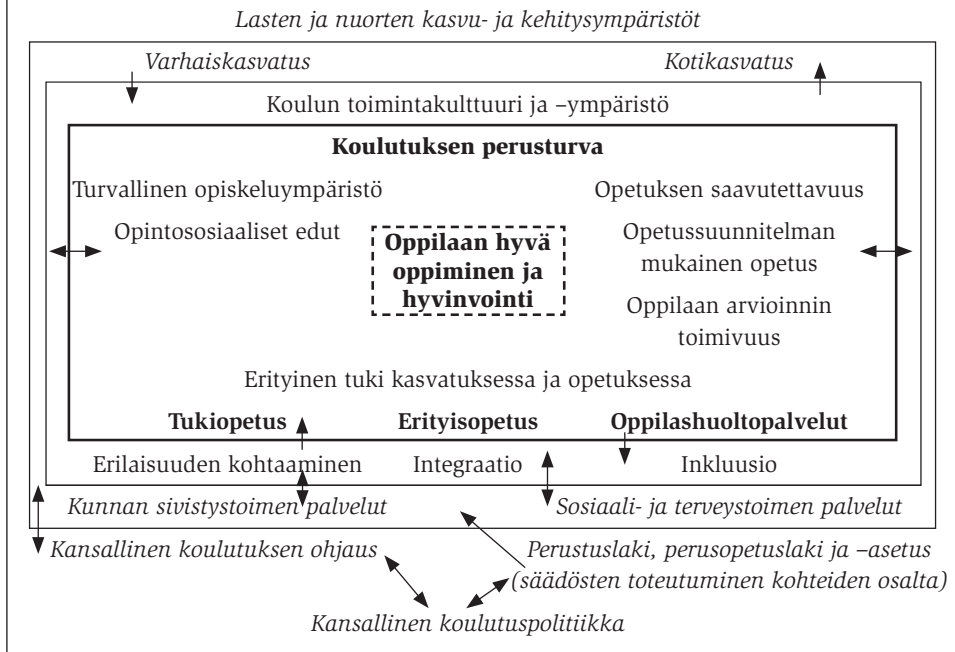 Lasten ja nuorten kasvu- ja kehitysympäristöt
Varhaiskasvatus Kotikasvatus
Koulun toimintakulttuuri ja –ympäristö
Koulutuksen perusturva
Turvallinen opiskeluympäristö Opetuksen saavutettavuus
Opintososiaaliset edut
Oppilaan hyvä
oppiminen ja
hyvinvointi
Opetussuunnitelman
mukainen opetus
Oppilaan arvioinnin
toimivuus
Erityinen tuki kasvatuksessa ja opetuksessa
Tukiopetus Erityisopetus Oppilashuoltopalvelut
Erilaisuuden kohtaaminen Integraatio Inkluusio
Kunnan sivistystoimen palvelut Sosiaali- ja terveystoimen palvelut
Kansallinen koulutuksen ohjaus Perustuslaki, perusopetuslaki ja –asetus
(säädösten toteutuminen kohteiden osalta)
Kansallinen koulutuspolitiikka